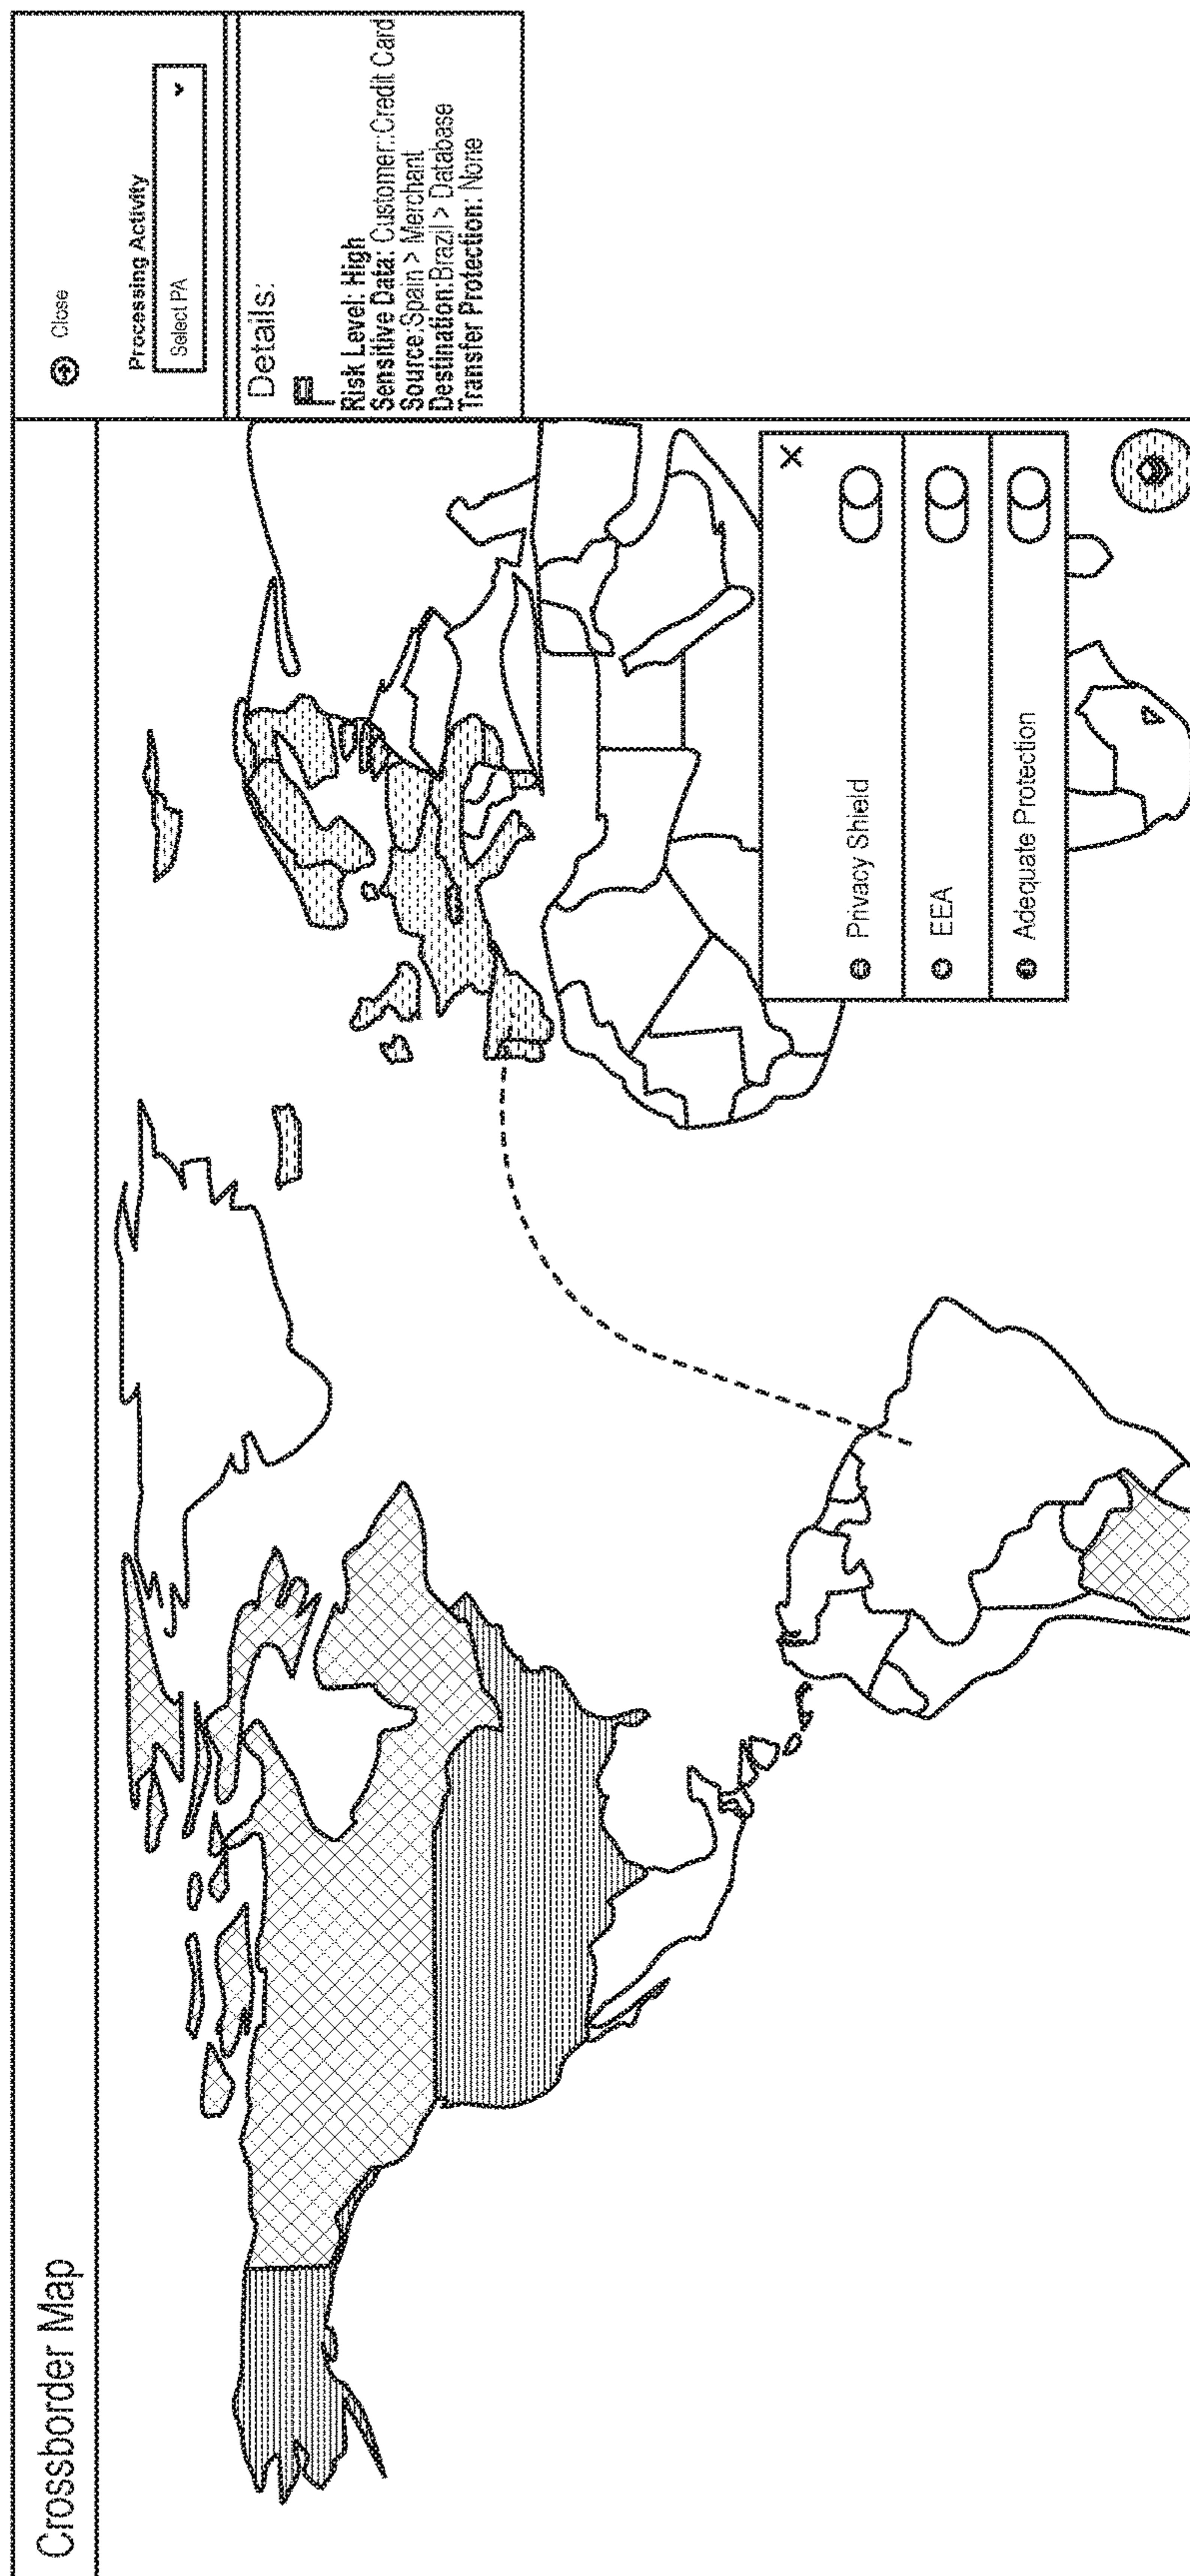 Crossborder Map
Close
Processing Activity
Select PA
Details:
Risk Level: High
Sensitive Data: Customer::Credit Card
Source:Spain > Merchant
Destination:Brazil > Database
Transfer Protection: None
X
Privacy Shield
EEA
Adequate Protection